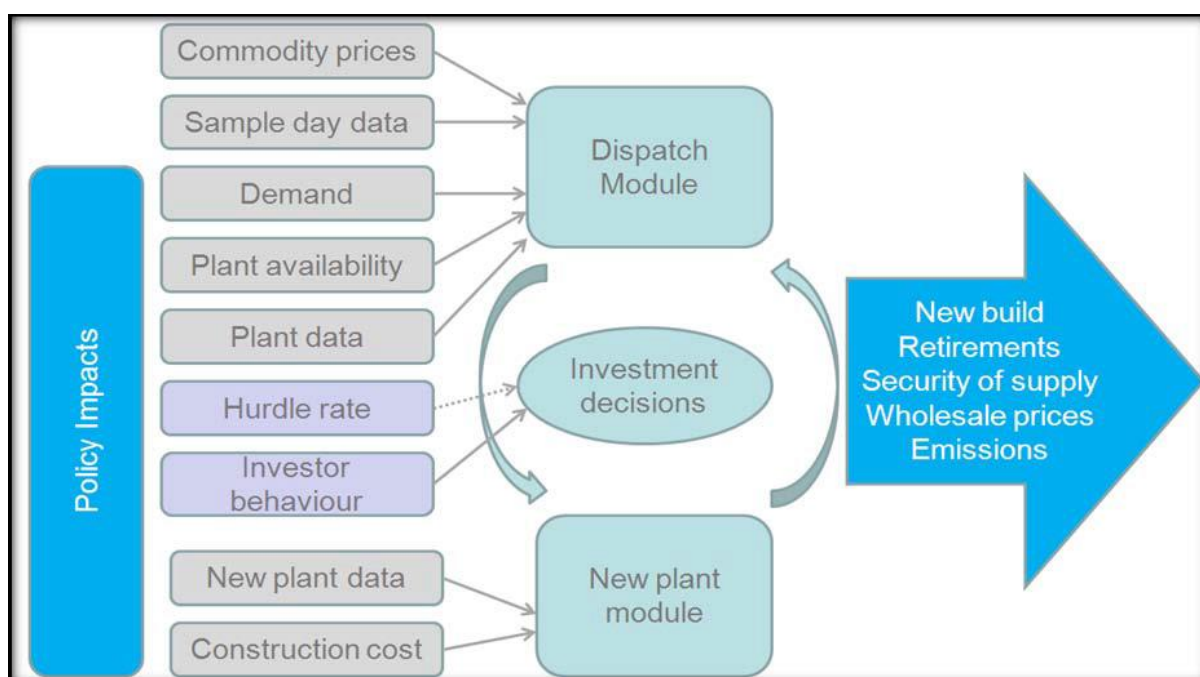 Policy Impacts
Commodity prices
Sample day data
Demand
Plant availability
Plant data
Hurdle rate
Investor
behaviour
New plant data
Construction cost
Dispatch
Module
Investment
decisions
New plant
module
New build
Retirements
Security of supply
Wholesale prices
Emissions